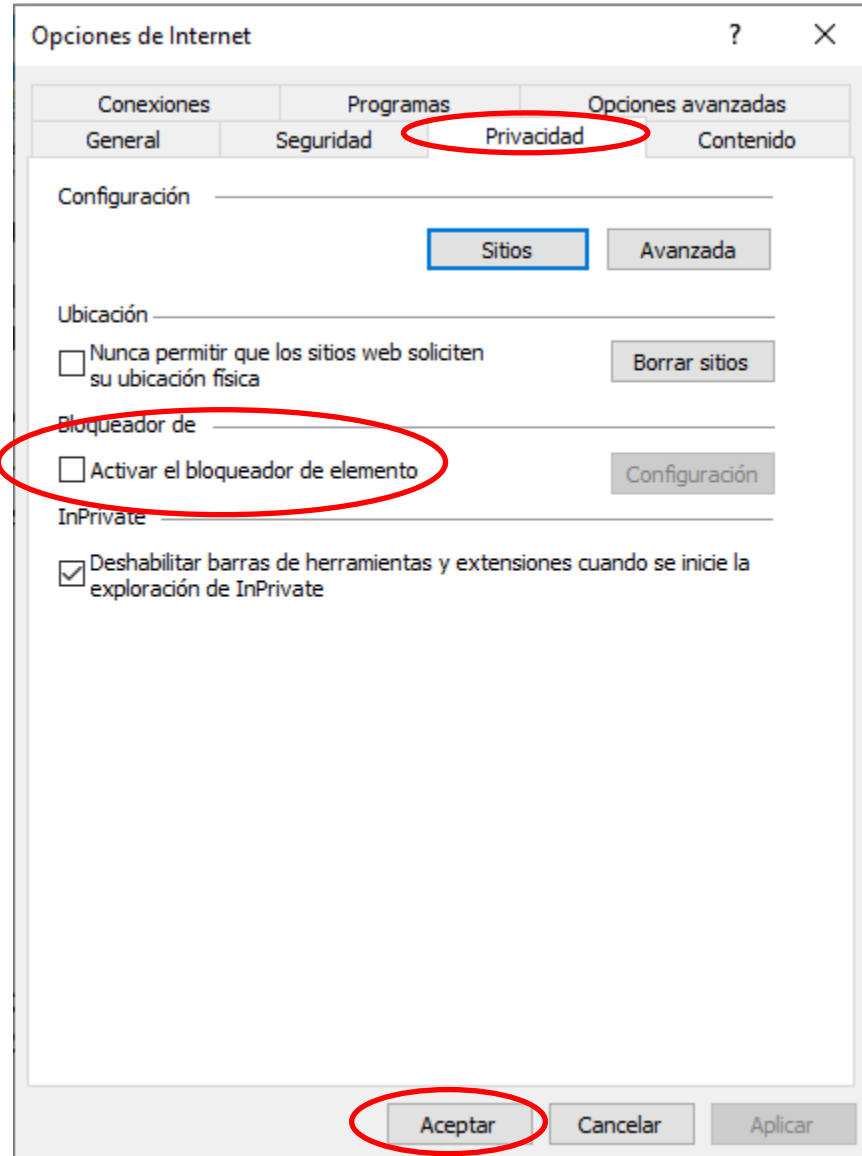 Opciones de Internet
?
Conexiones Programas Opciones avanzadas
General Seguridad Privacidad Contenido
Configuración
Sitios Avanzada
Ubicación
Nunca permitir que los sitios web soliciten
su ubicación física
Borrar sitios
Bloqueador de
Activar el bloqueador de elemento
Configuración
InPrivate
Deshabilitar barras de herramientas y extensiones cuando se inicie la
exploración de InPrivate
Aceptar Cancelar Aplicar